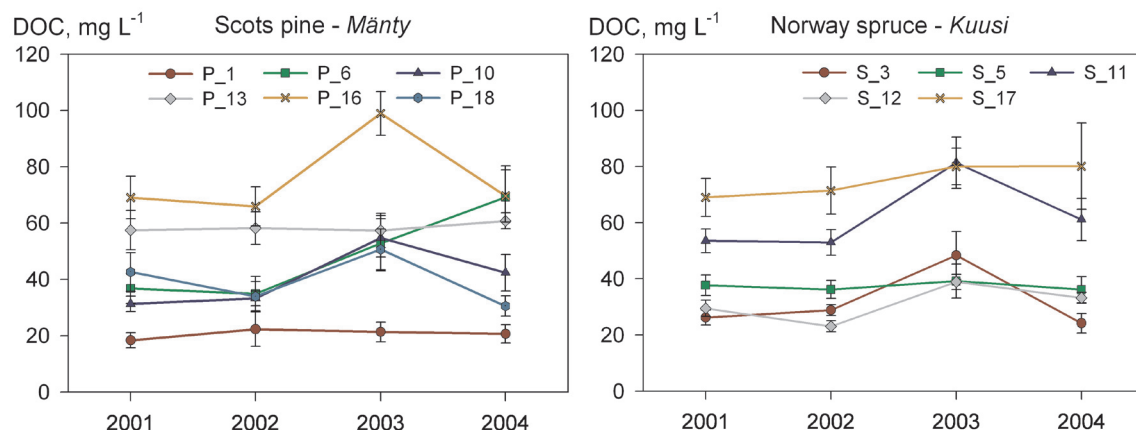 DOC, mg L⁻¹ Scots pine - Mänty
120
100
80
60
40
20
0
P_1 P_6 P_10
P_13 P_16 P_18
2001 2002 2003 2004
DOC, mg L⁻¹ Norway spruce - Kuusi
120
100
80
60
40
20
0
S_3 S_5 S_11
S_12 S_17
2001 2002 2003 2004